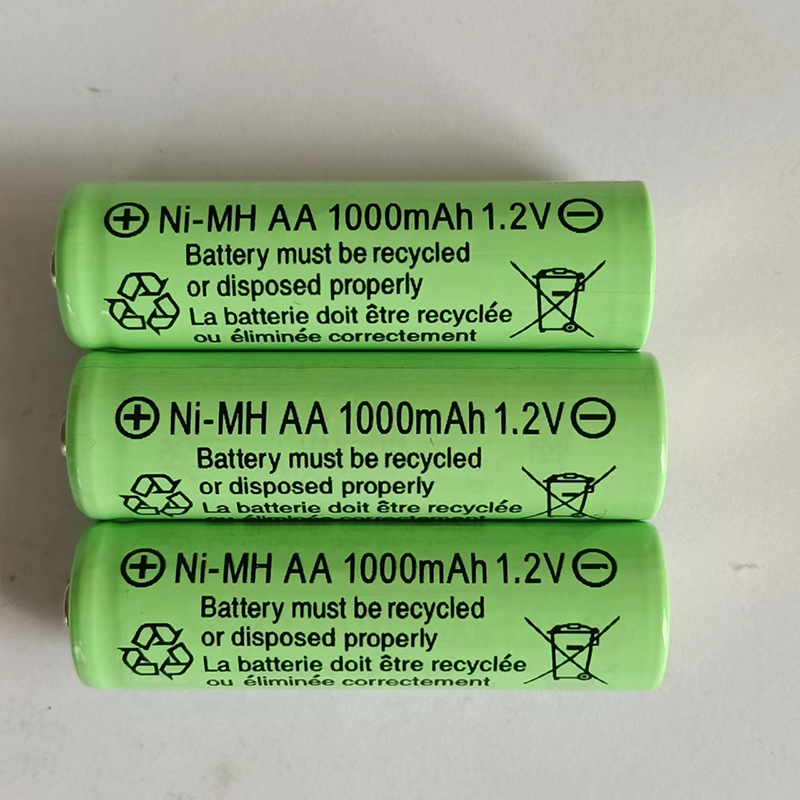 ⊕ Ni-MH AA 1000mAh 1.2V ⊖
Battery must be recycled
or disposed properly
La batterie doit être recyclée
ou éliminée correctement
⊕ Ni-MH AA 1000mAh 1.2V ⊖
Battery must be recycled
or disposed properly
La batterie doit être recyclée
ou éliminée correctement
⊕ Ni-MH AA 1000mAh 1.2V ⊖
Battery must be recycled
or disposed properly
La batterie doit être recyclée
ou éliminée correctement